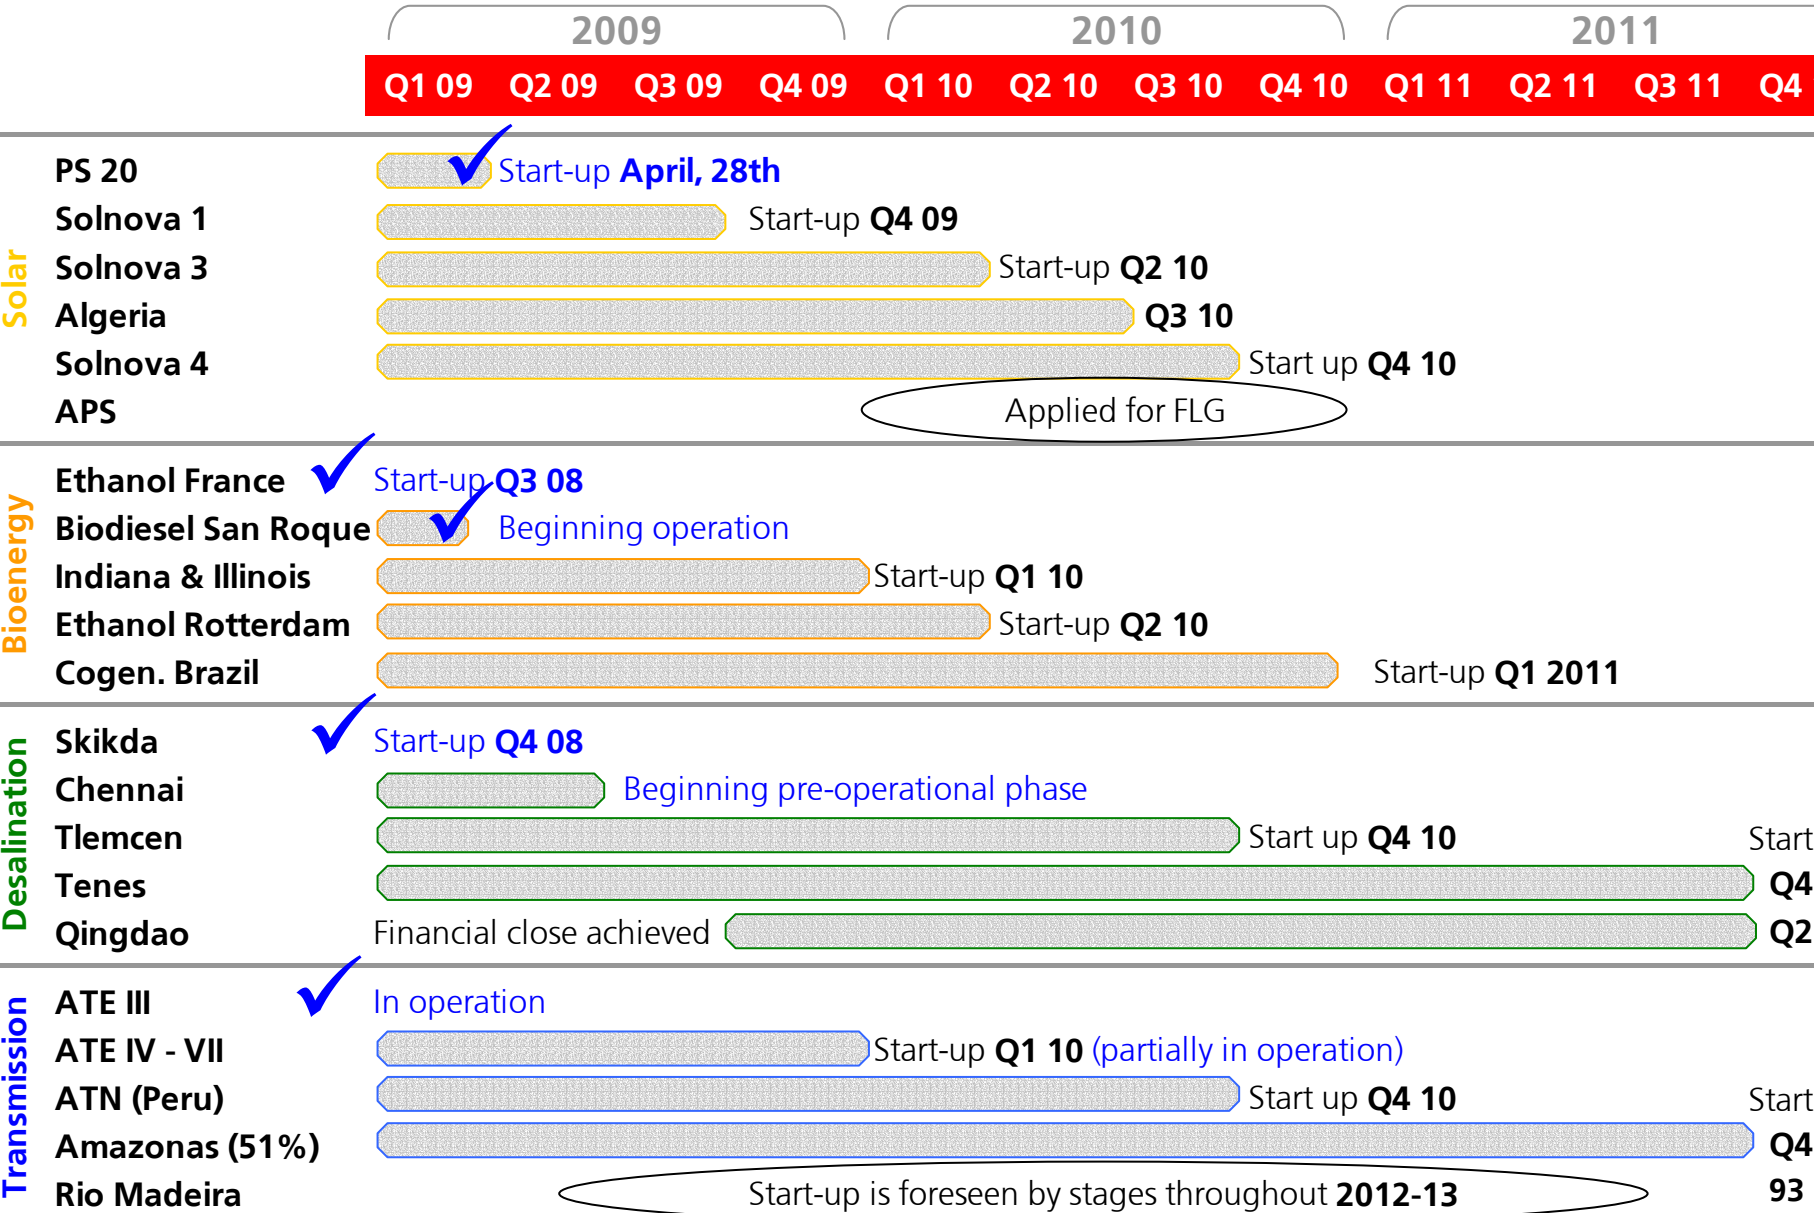 2009 2010 2011
Q1 09 Q2 09 Q3 09 Q4 09 Q1 10 Q2 10 Q3 10 Q4 10 Q1 11 Q2 11 Q3 11 Q4
Solar
PS 20 Start-up April, 28th
Solnova 1 Start-up Q4 09
Solnova 3 Start-up Q2 10
Algeria Q3 10
Solnova 4 Start up Q4 10
APS Applied for FLG
Bioenergy
Ethanol France Start-up Q3 08
Biodiesel San Roque Beginning operation
Indiana & Illinois Start-up Q1 10
Ethanol Rotterdam Start-up Q2 10
Cogen. Brazil Start-up Q1 2011
Desalination
Skikda Start-up Q4 08
Chennai Beginning pre-operational phase
Tlemcen Start up Q4 10 Start
Tenes Q4
Qingdao Financial close achieved Q2
Transmission
ATE III In operation
ATE IV - VII Start-up Q1 10 (partially in operation)
ATN (Peru) Start up Q4 10 Start
Amazonas (51%) Q4
Rio Madeira Start-up is foreseen by stages throughout 2012-13 93